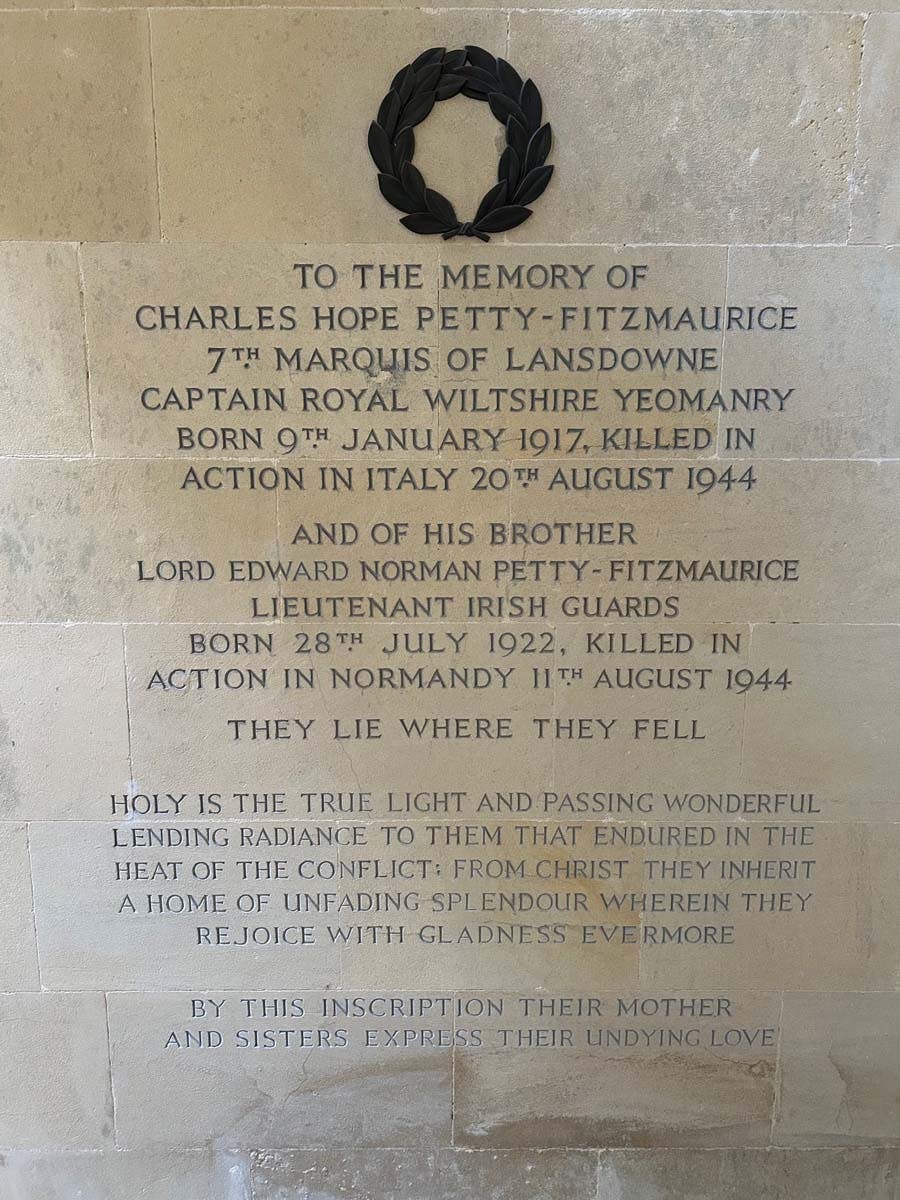 TO THE MEMORY OF
CHARLES HOPE PETTY-FITZMAURICE
7TH MARQUIS OF LANSDOWNE
CAPTAIN ROYAL WILTSHIRE YEOMANRY
BORN 9TH JANUARY 1917, KILLED IN
ACTION IN ITALY 20TH AUGUST 1944
AND OF HIS BROTHER
LORD EDWARD NORMAN PETTY-FITZMAURICE
LIEUTENANT IRISH GUARDS
BORN 28TH JULY 1922, KILLED IN
ACTION IN NORMANDY 11TH AUGUST 1944
THEY LIE WHERE THEY FELL
HOLY IS THE TRUE LIGHT AND PASSING WONDERFUL
LENDING RADIANCE TO THEM THAT ENDURED IN THE
HEAT OF THE CONFLICT: FROM CHRIST THEY INHERIT
A HOME OF UNFADING SPLENDOUR WHEREIN THEY
REJOICE WITH GLADNESS EVERMORE
BY THIS INSCRIPTION THEIR MOTHER
AND SISTERS EXPRESS THEIR UNDYING LOVE